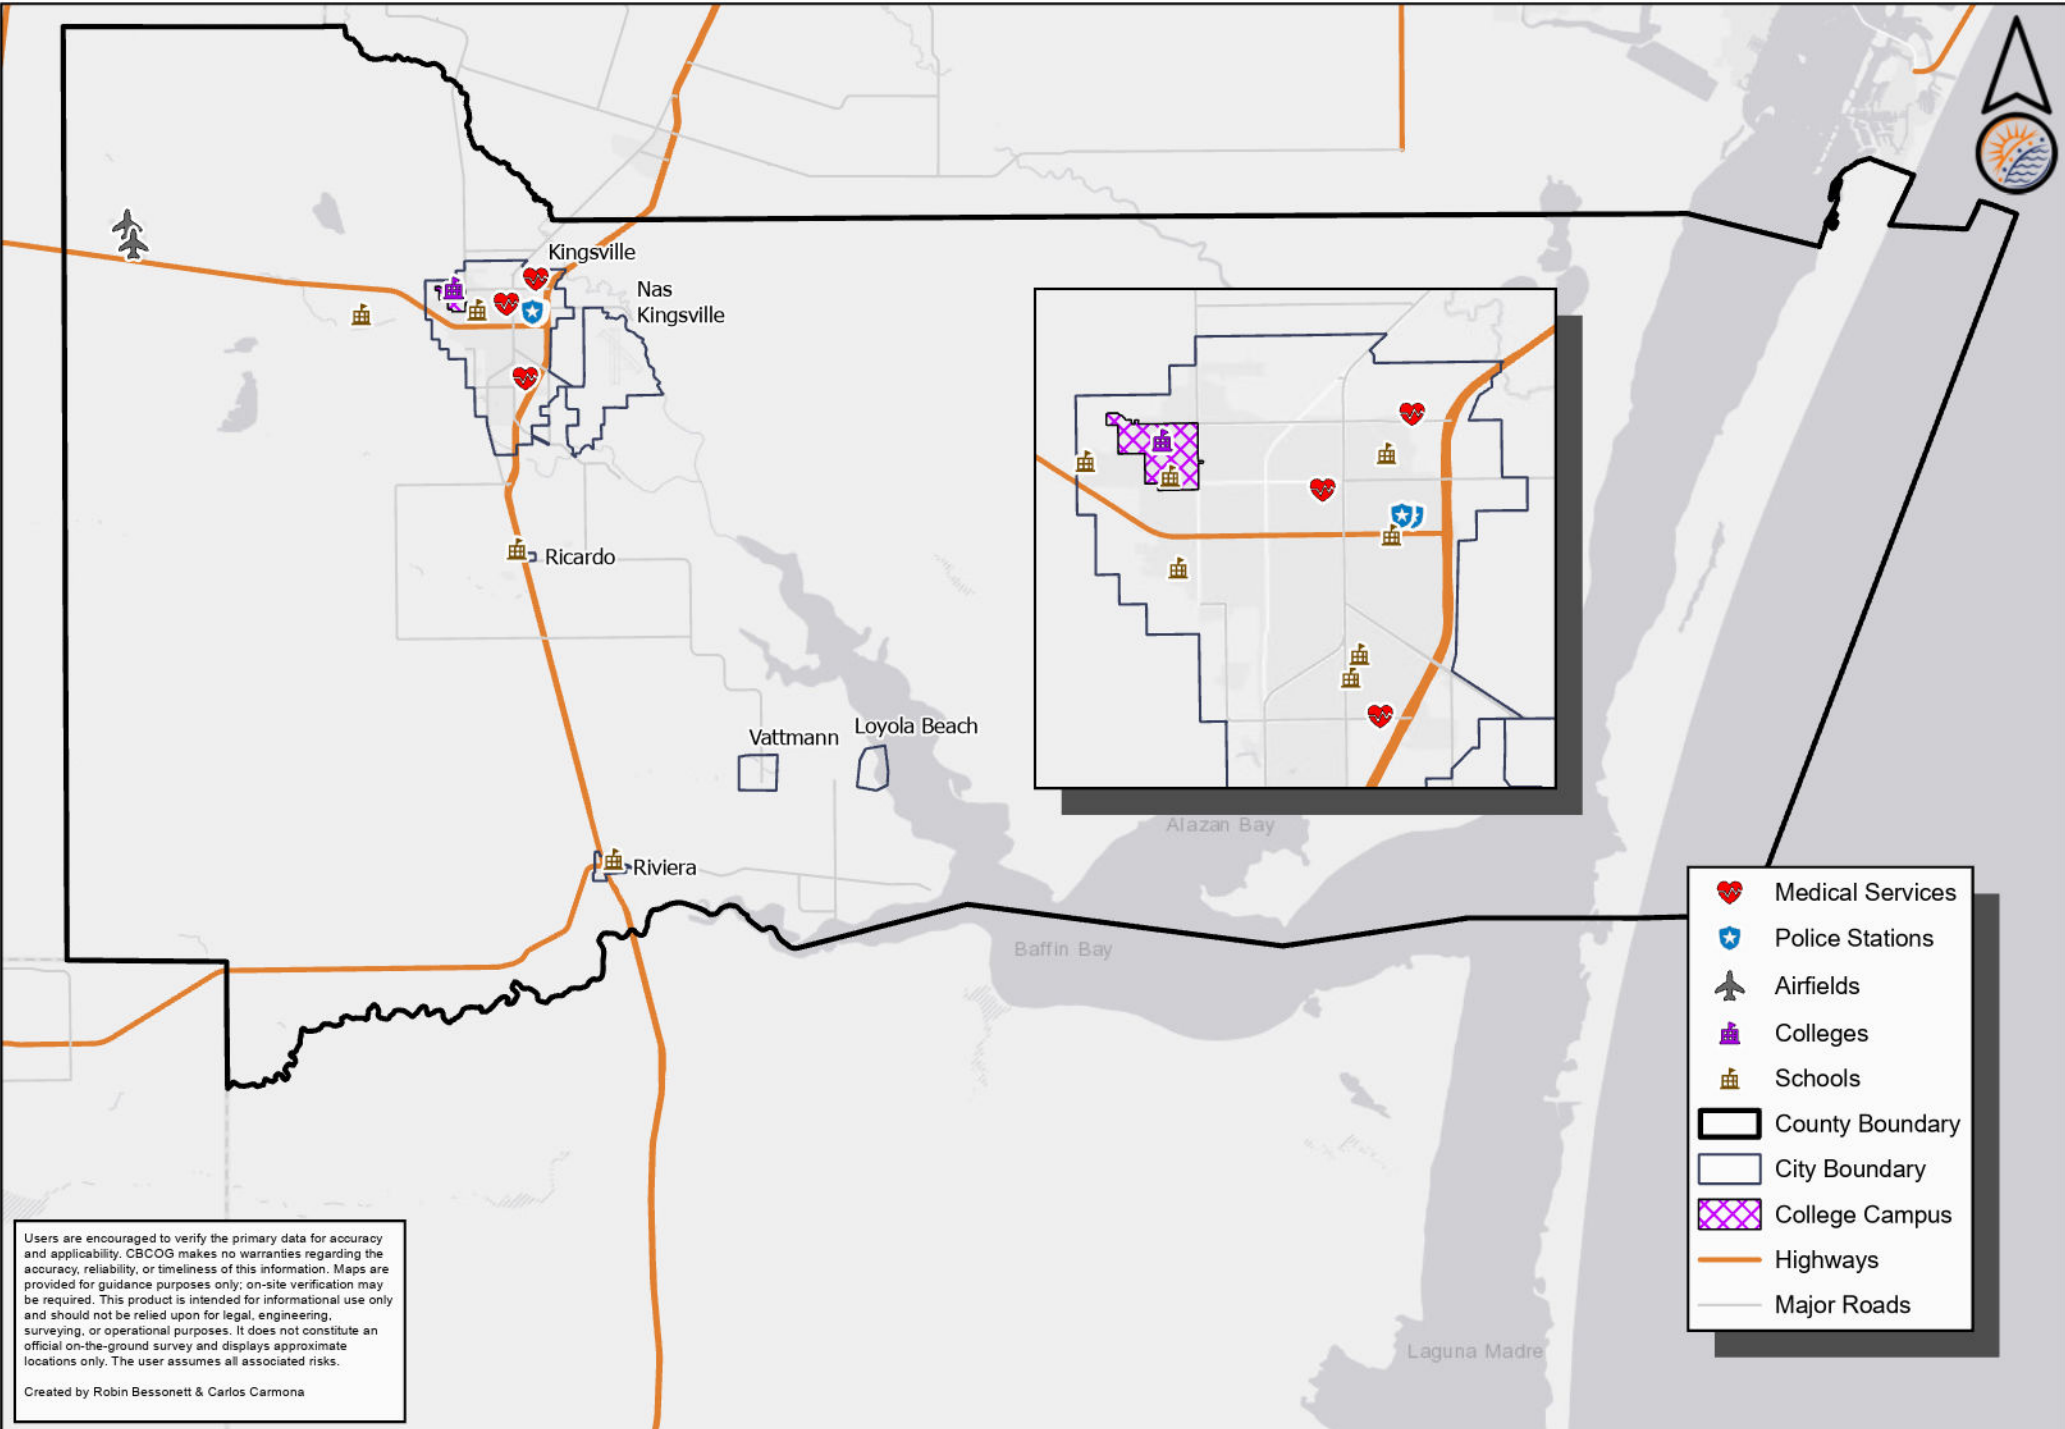 Kingsville
Nas
Kingsville
Ricardo
Vattmann
Loyola Beach
Riviera
Alazan Bay
Baffin Bay
Laguna Madre
Medical Services
Police Stations
Airfields
Colleges
Schools
County Boundary
City Boundary
College Campus
Highways
Major Roads
Users are encouraged to verify the primary data for accuracy
and applicability. CBCOG makes no warranties regarding the
accuracy, reliability, or timeliness of this information. Maps are
provided for guidance purposes only; on-site verification may
be required. This product is intended for informational use only
and should not be relied upon for legal, engineering,
surveying, or operational purposes. It does not constitute an
official on-the-ground survey and displays approximate
locations only. The user assumes all associated risks.
Created by Robin Bessonett & Carlos Carmona